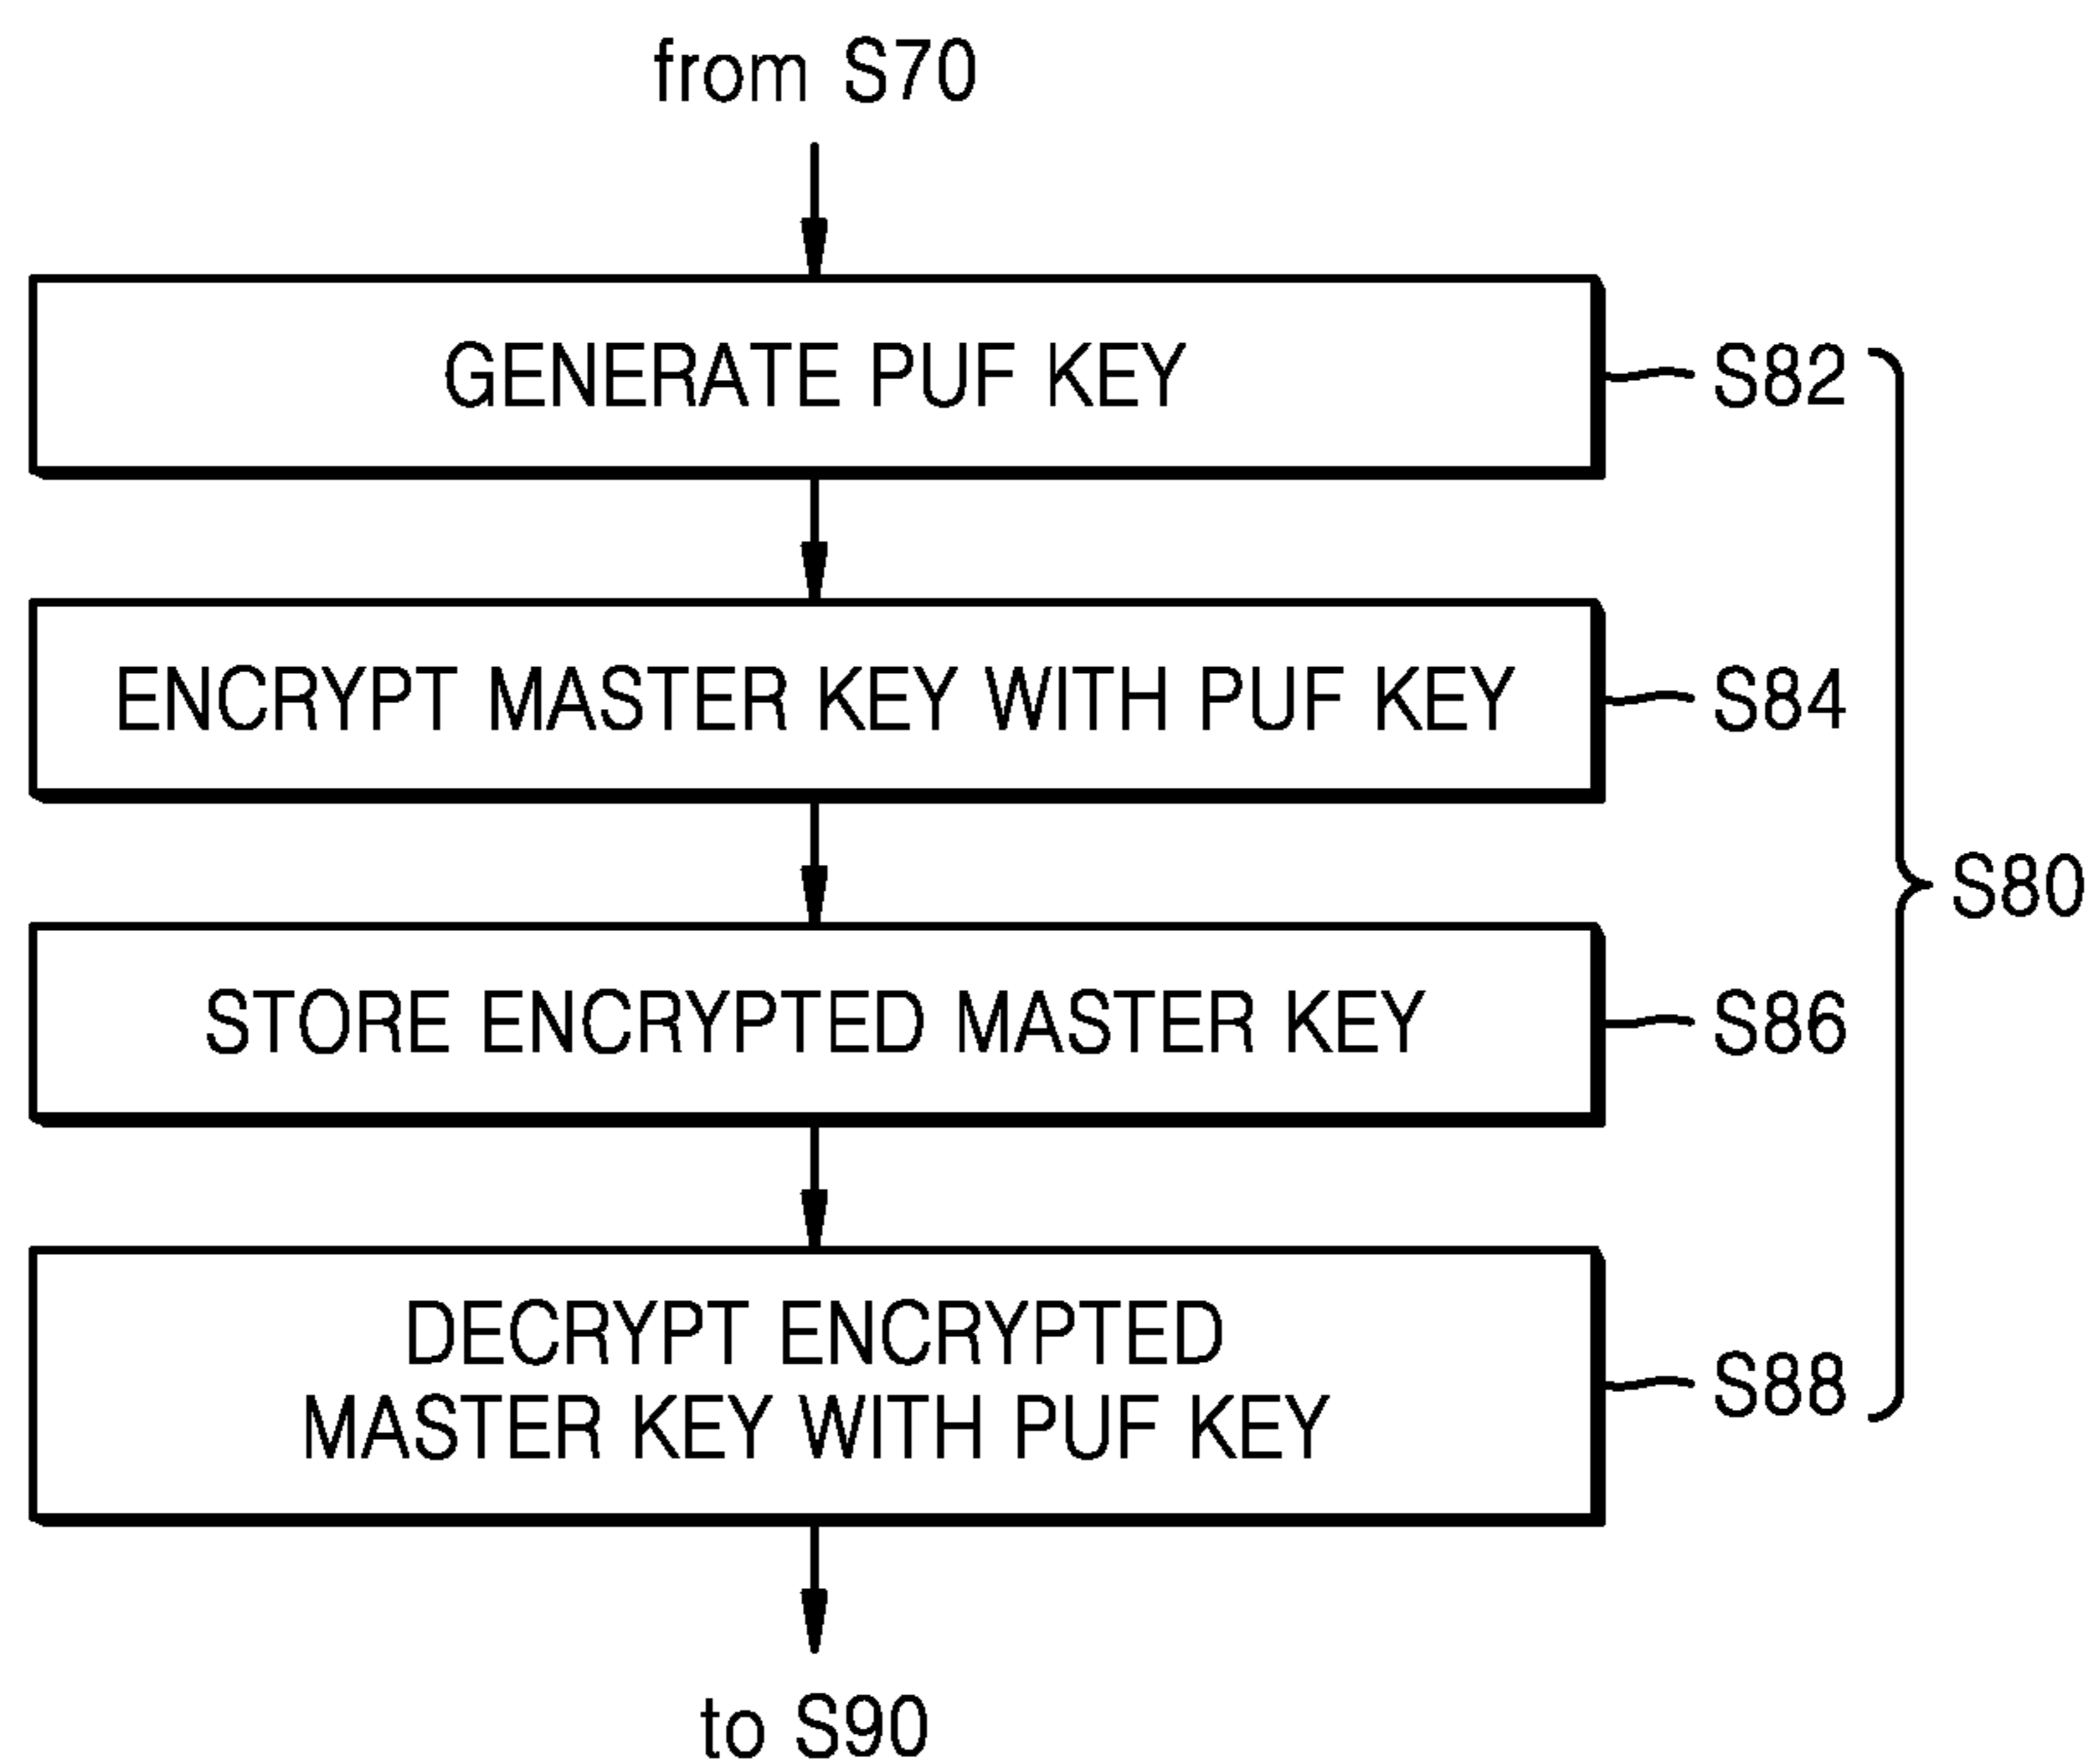 from S70
GENERATE PUF KEY
S82
ENCRYPT MASTER KEY WITH PUF KEY
S84
STORE ENCRYPTED MASTER KEY
S86
S80
DECRYPT ENCRYPTED
MASTER KEY WITH PUF KEY
S88
to S90